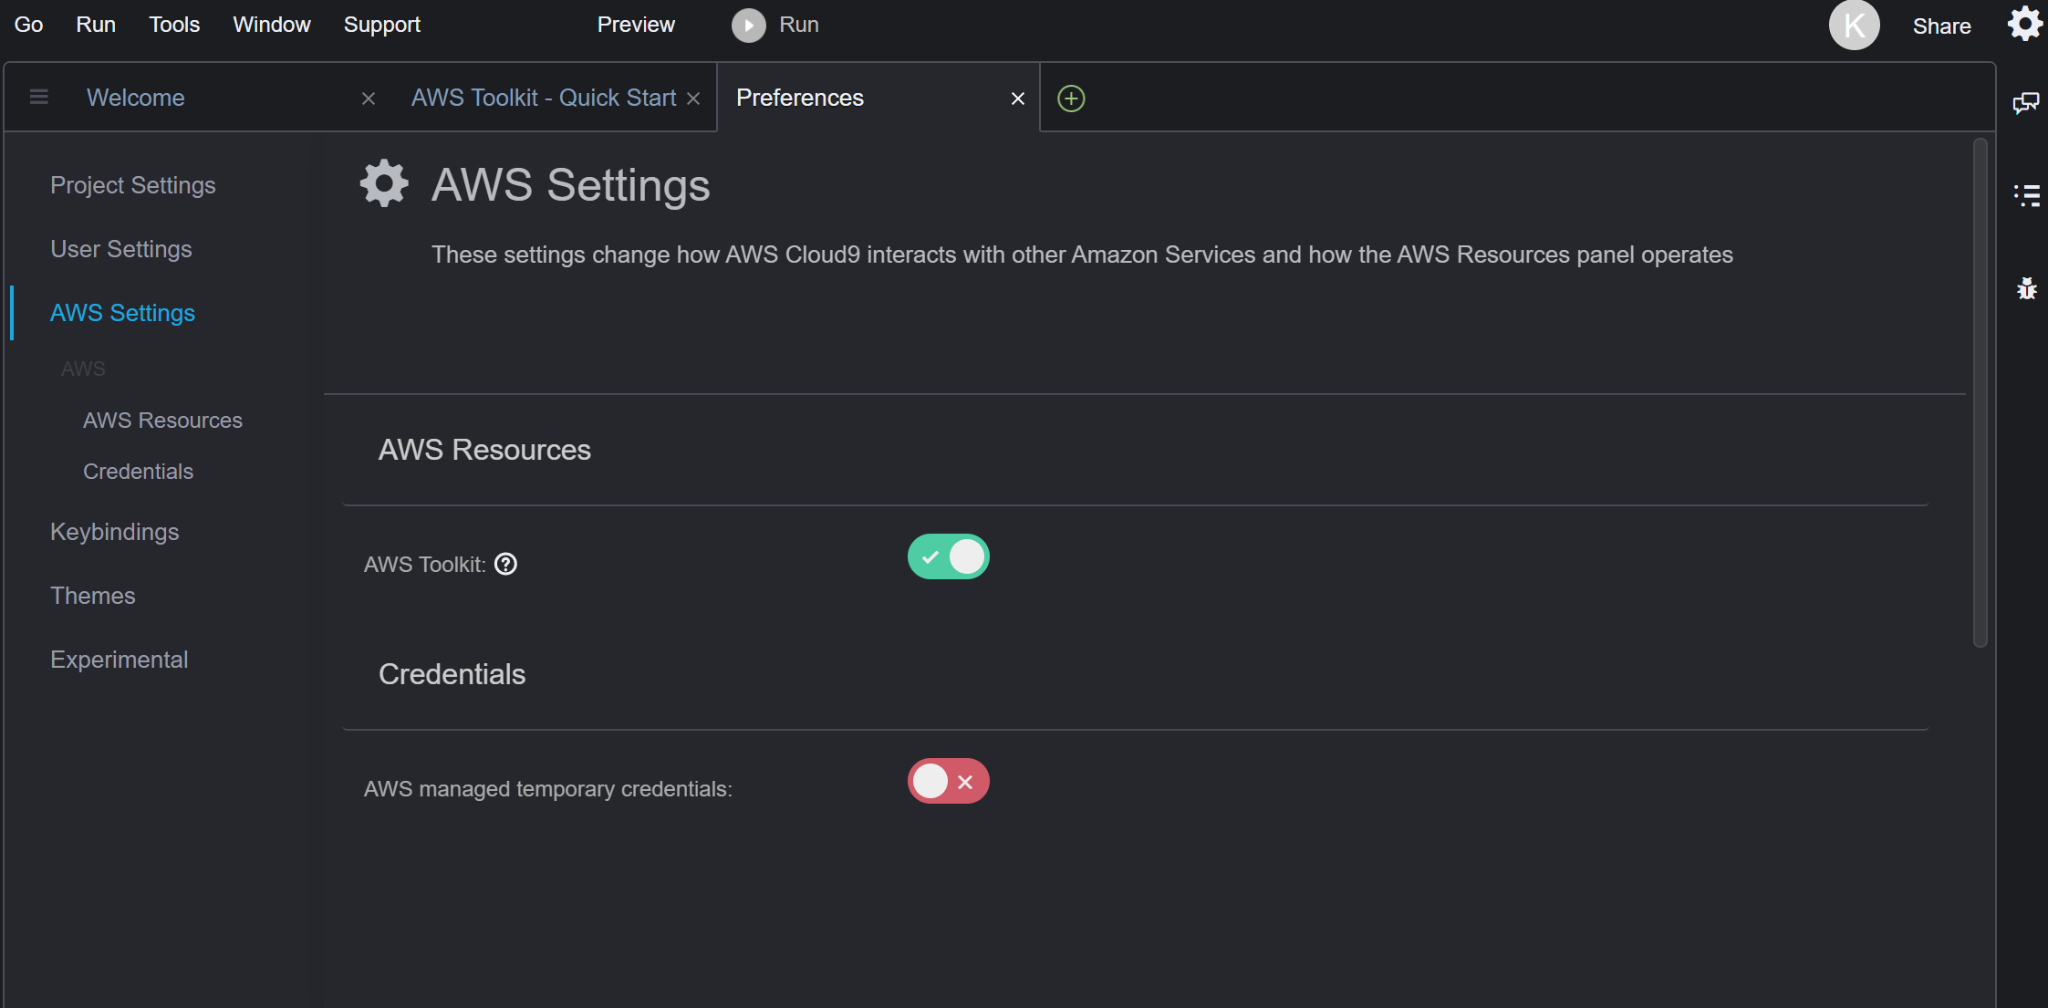 Go Run Tools Window Support Preview Run K Share
Welcome AWS Toolkit - Quick Start Preferences
Project Settings
User Settings
AWS Settings
AWS
AWS Resources
Credentials
Keybindings
Themes
Experimental
AWS Settings
These settings change how AWS Cloud9 interacts with other Amazon Services and how the AWS Resources panel operates
AWS Resources
AWS Toolkit: ?
Credentials
AWS managed temporary credentials: